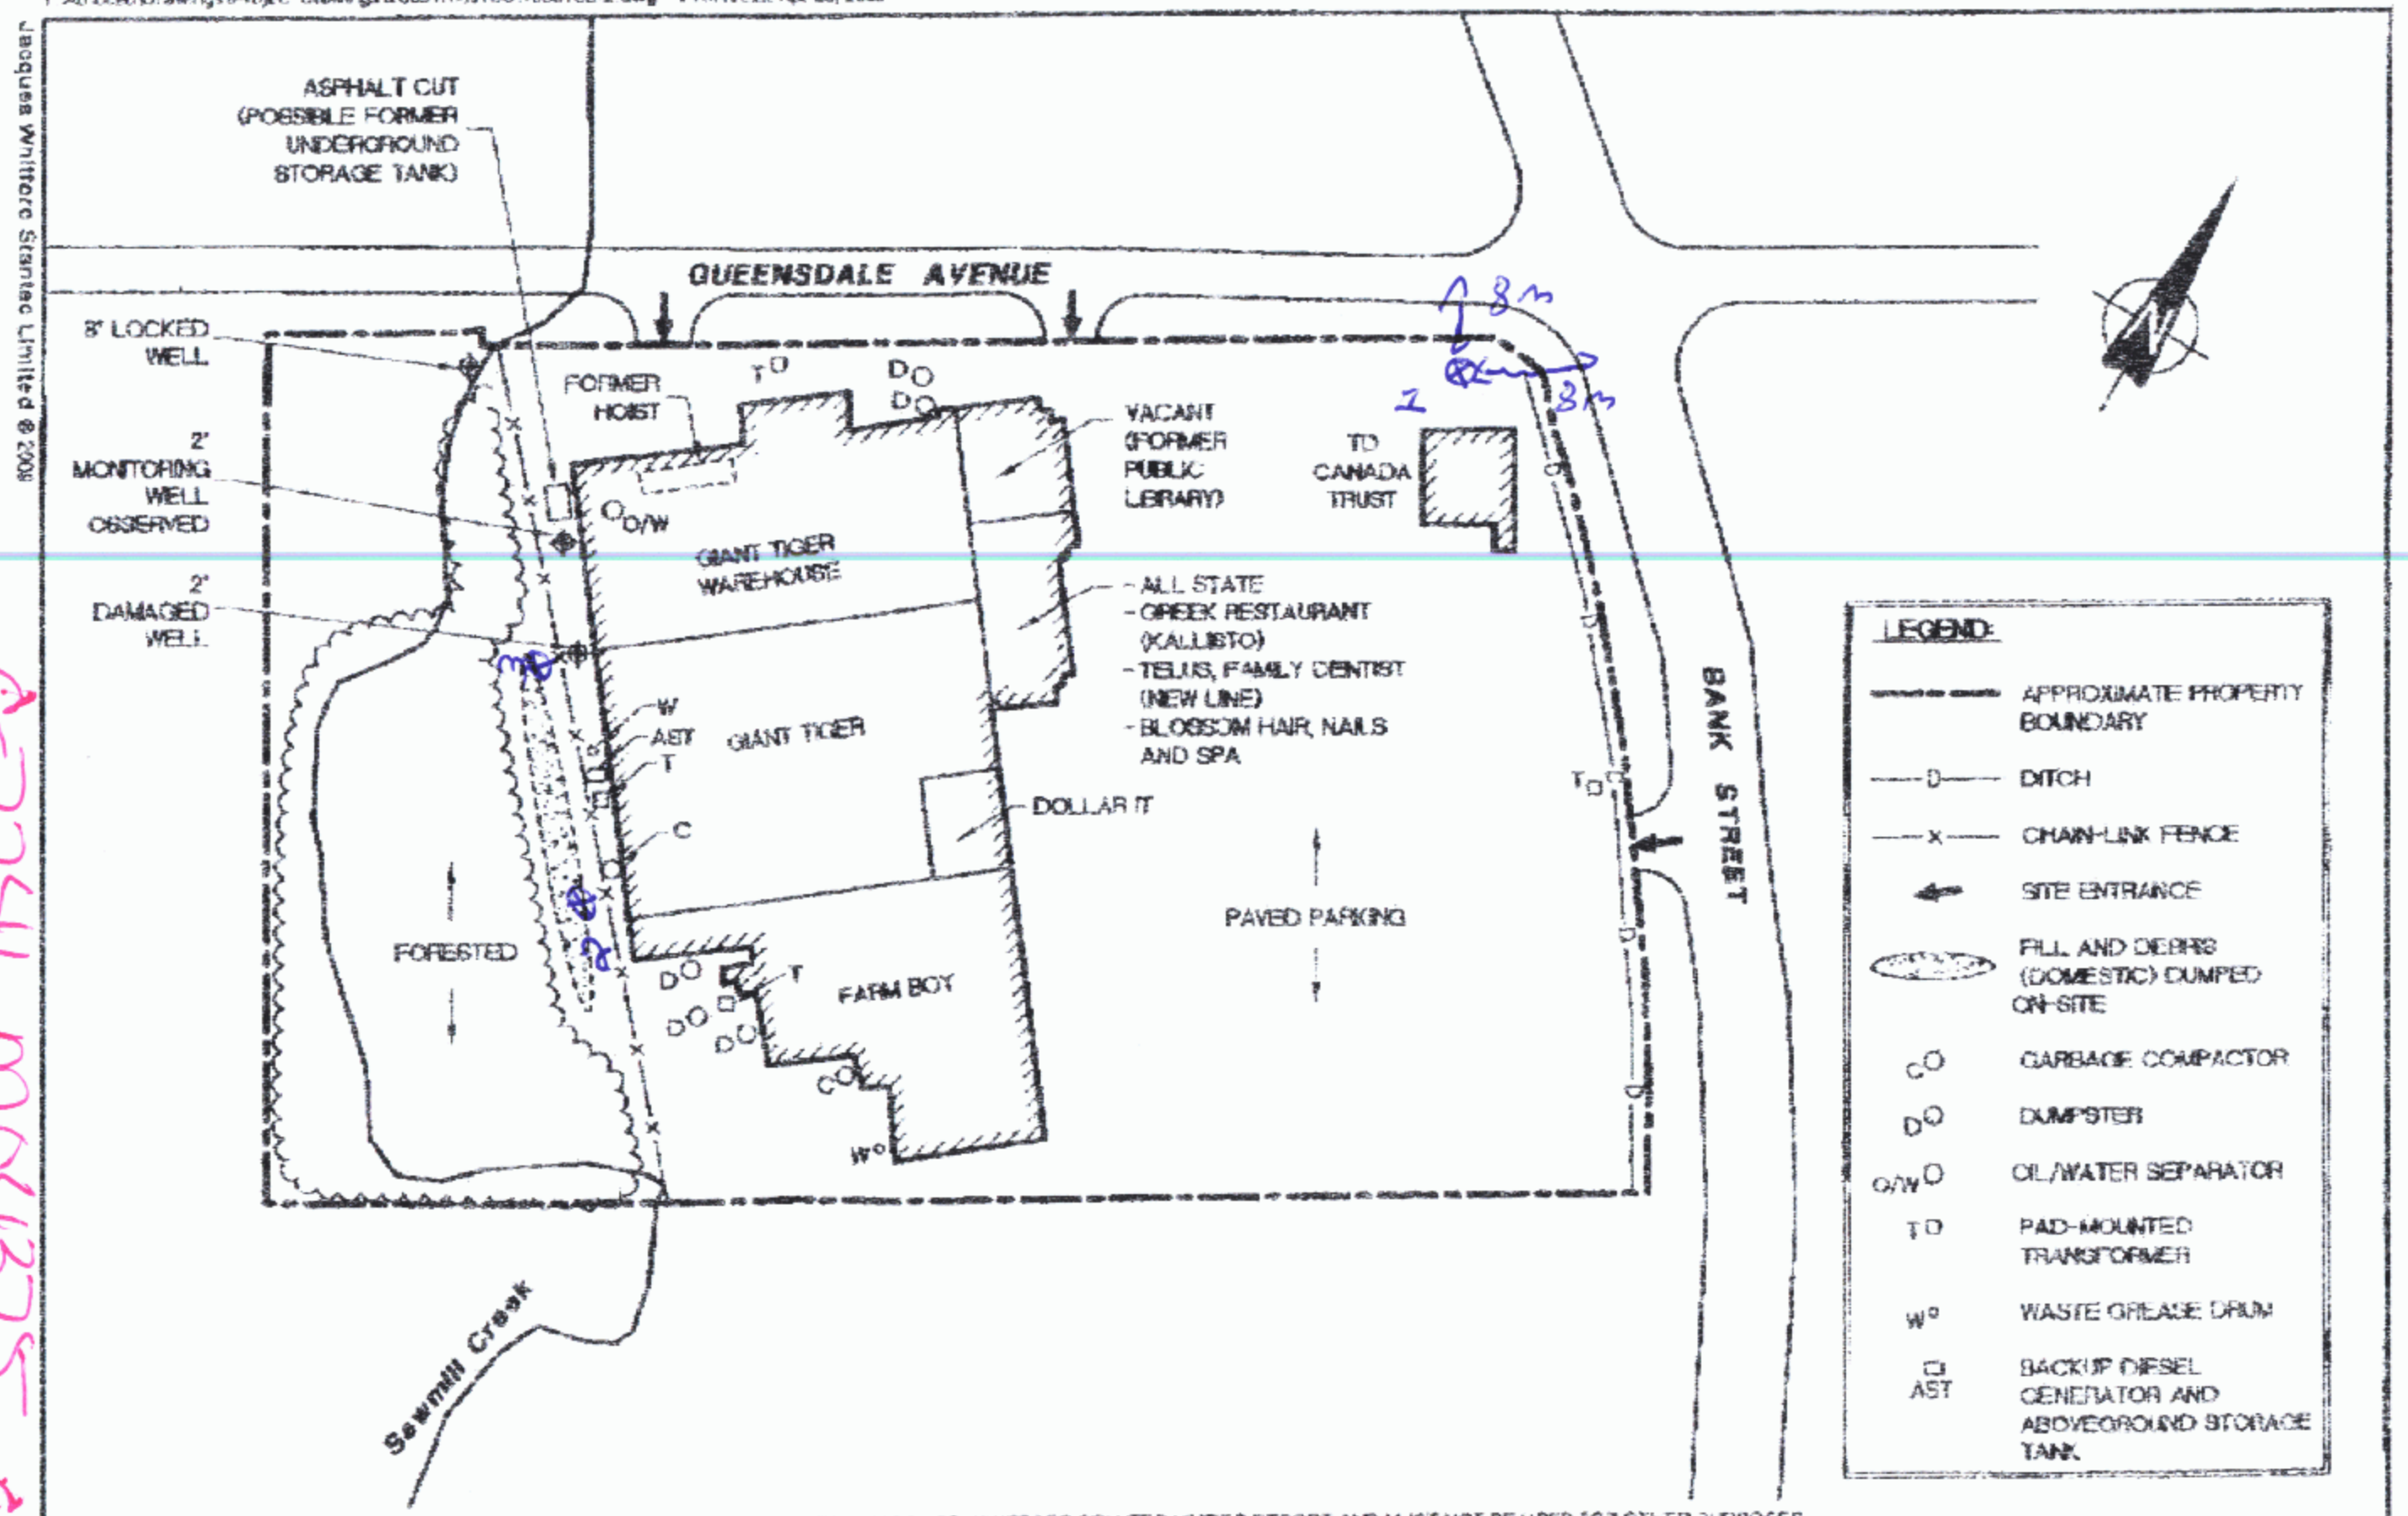 Jacques Whitford Stantec Limited © 2009
ASPHALT CUT
(POSSIBLE FORMER
UNDERGROUND
STORAGE TANK)
QUEENSDALE AVENUE
8 m
8m
1
8" LOCKED
WELL
2"
MONITORING
WELL
OBSERVED
2"
DAMAGED
WELL
FORMER
HOIST
T
D
D
VACANT
(FORMER
PUBLIC
LIBRARY)
TD
CANADA
TRUST
O/W
GIANT TIGER
WAREHOUSE
- ALL STATE
- GREEK RESTAURANT
(KALLISTO)
- TELUS, FAMILY DENTIST
(NEW LINE)
- BLOSSOM HAIR, NAILS
AND SPA
3
W
AST
T
C
GIANT TIGER
DOLLAR IT
T
BANK STREET
PAVED PARKING
FORESTED
2
D
D
D
T
FARM BOY
C
W
Sawmill Creek
LEGEND:
APPROXIMATE PROPERTY
BOUNDARY
D DITCH
x CHAIN-LINK FENCE
SITE ENTRANCE
FILL AND DEBRIS
(DOMESTIC) DUMPED
ON-SITE
C GARBAGE COMPACTOR
D DUMPSTER
O/W OIL/WATER SEPARATOR
T PAD-MOUNTED
TRANSFORMER
W WASTE GREASE DRUM
AST
BACKUP DIESEL
GENERATOR AND
ABOVEGROUND STORAGE
TANK